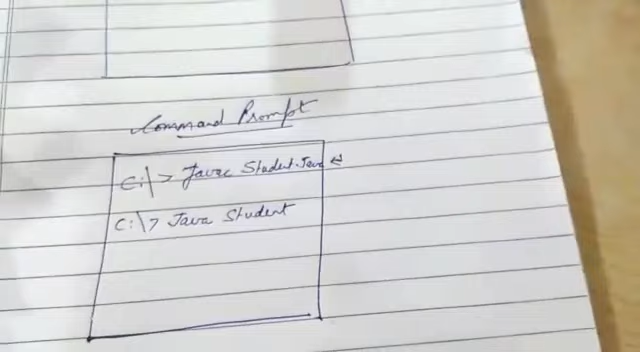 Command Prompt
C:\> Javac Student.Java ↵
C:\> Java Student